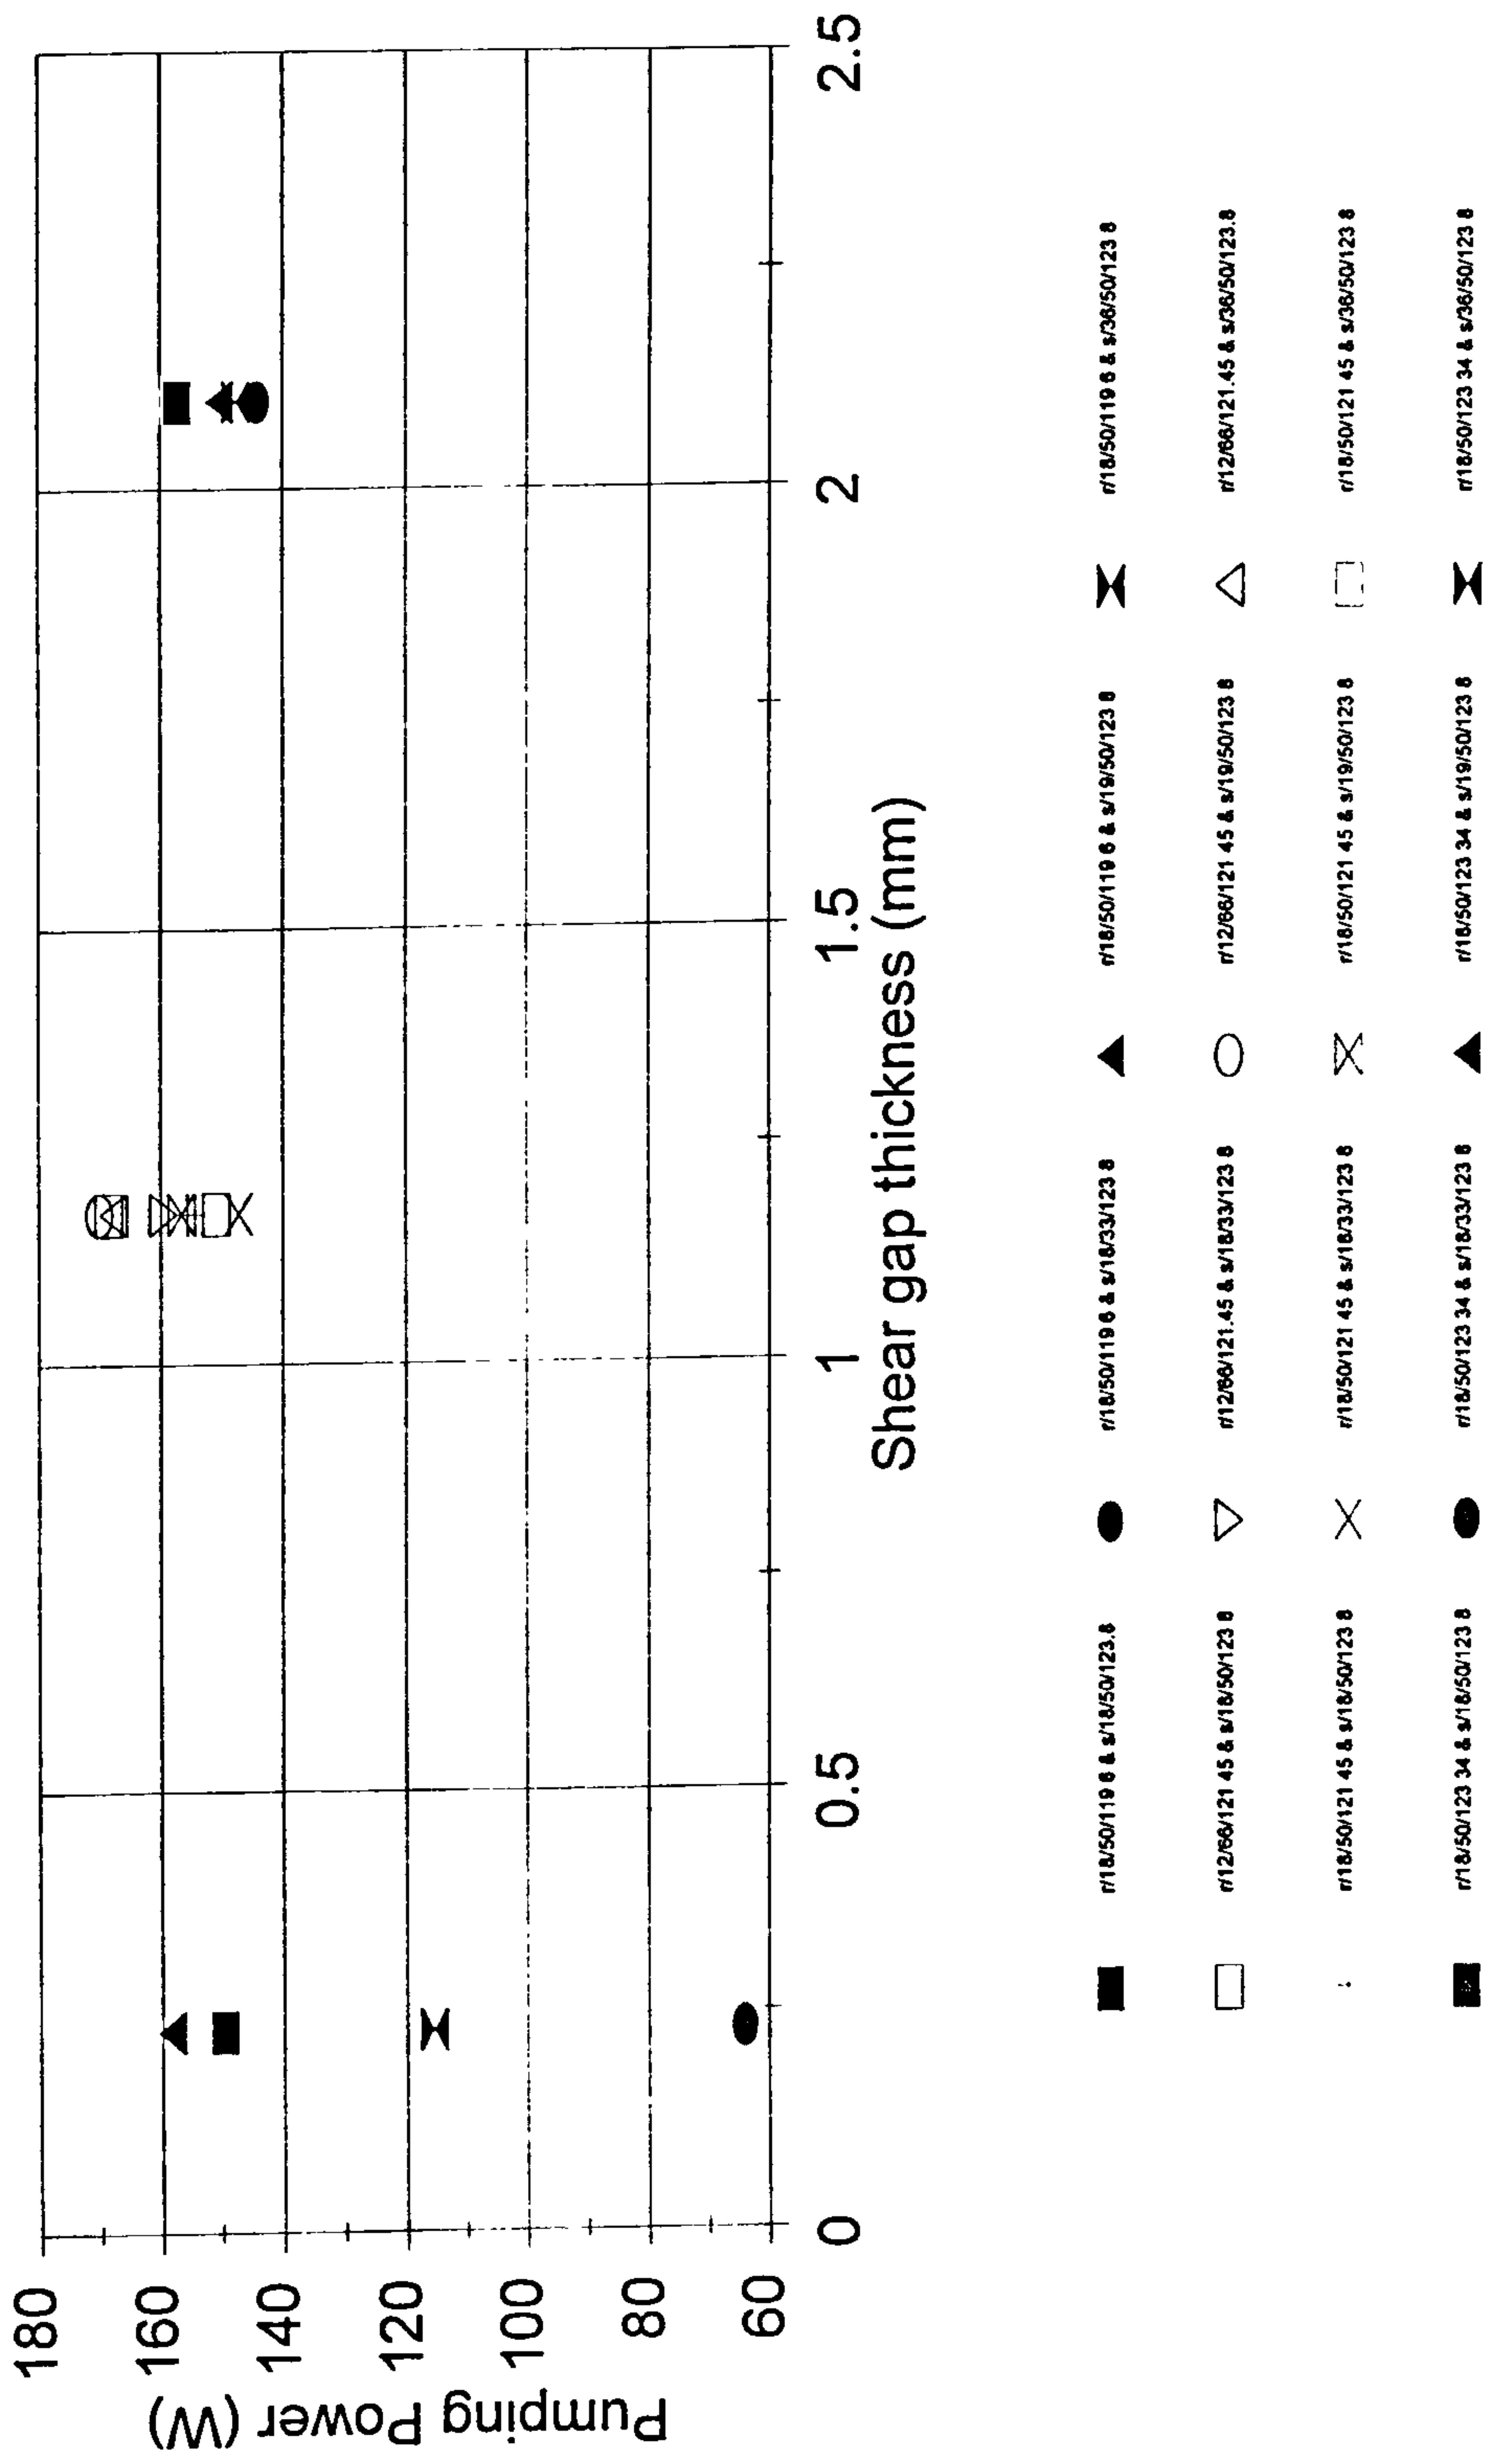 Pumping Power (W)
180
160
140
120
100
80
60
0 0.5 1 1.5 2 2.5
Shear gap thickness (mm)
r/18/50/119 6 & s/18/50/123.8 r/18/50/119 6 & s/18/33/123 8 r/18/50/119 6 & s/19/50/123 8 r/18/50/119 6 & s/36/50/123 8
r/12/66/121 45 & s/18/50/123 8 r/12/66/121.45 & s/18/33/123 8 r/12/66/121 45 & s/19/50/123 8 r/12/66/121.45 & s/36/50/123.8
r/18/50/121 45 & s/18/50/123 8 r/18/50/121 45 & s/18/33/123 8 r/18/50/121 45 & s/19/50/123 8 r/18/50/121 45 & s/36/50/123 8
r/18/50/123 34 & s/18/50/123 8 r/18/50/123 34 & s/18/33/123 8 r/18/50/123 34 & s/19/50/123 8 r/18/50/123 34 & s/36/50/123 8